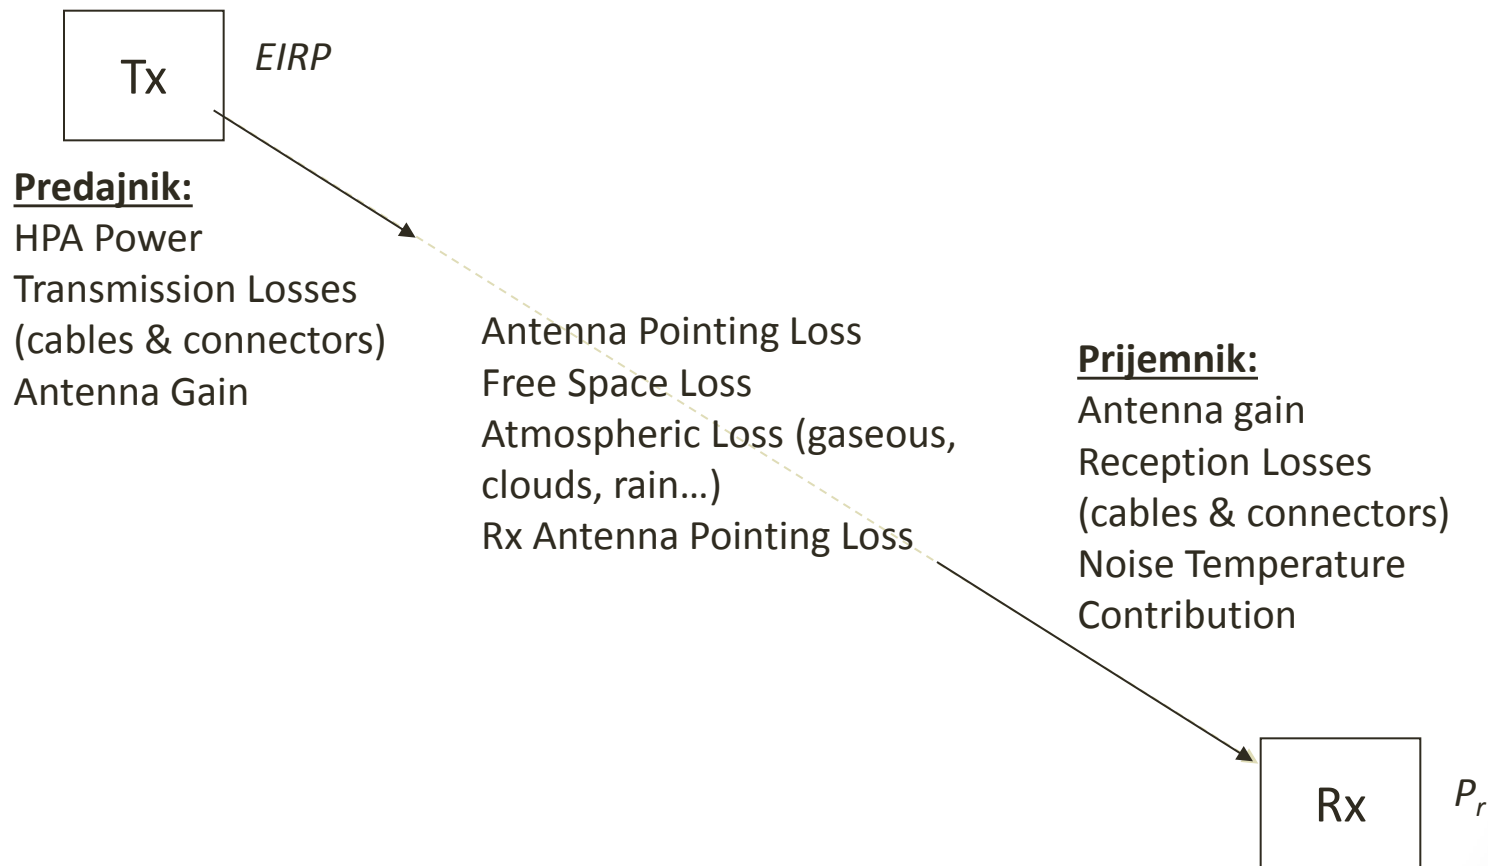 Tx
EIRP
Predajnik:
HPA Power
Transmission Losses
(cables & connectors)
Antenna Gain
Antenna Pointing Loss
Free Space Loss
Atmospheric Loss (gaseous,
clouds, rain…)
Rx Antenna Pointing Loss
Prijemnik:
Antenna gain
Reception Losses
(cables & connectors)
Noise Temperature
Contribution
Rx
Pr